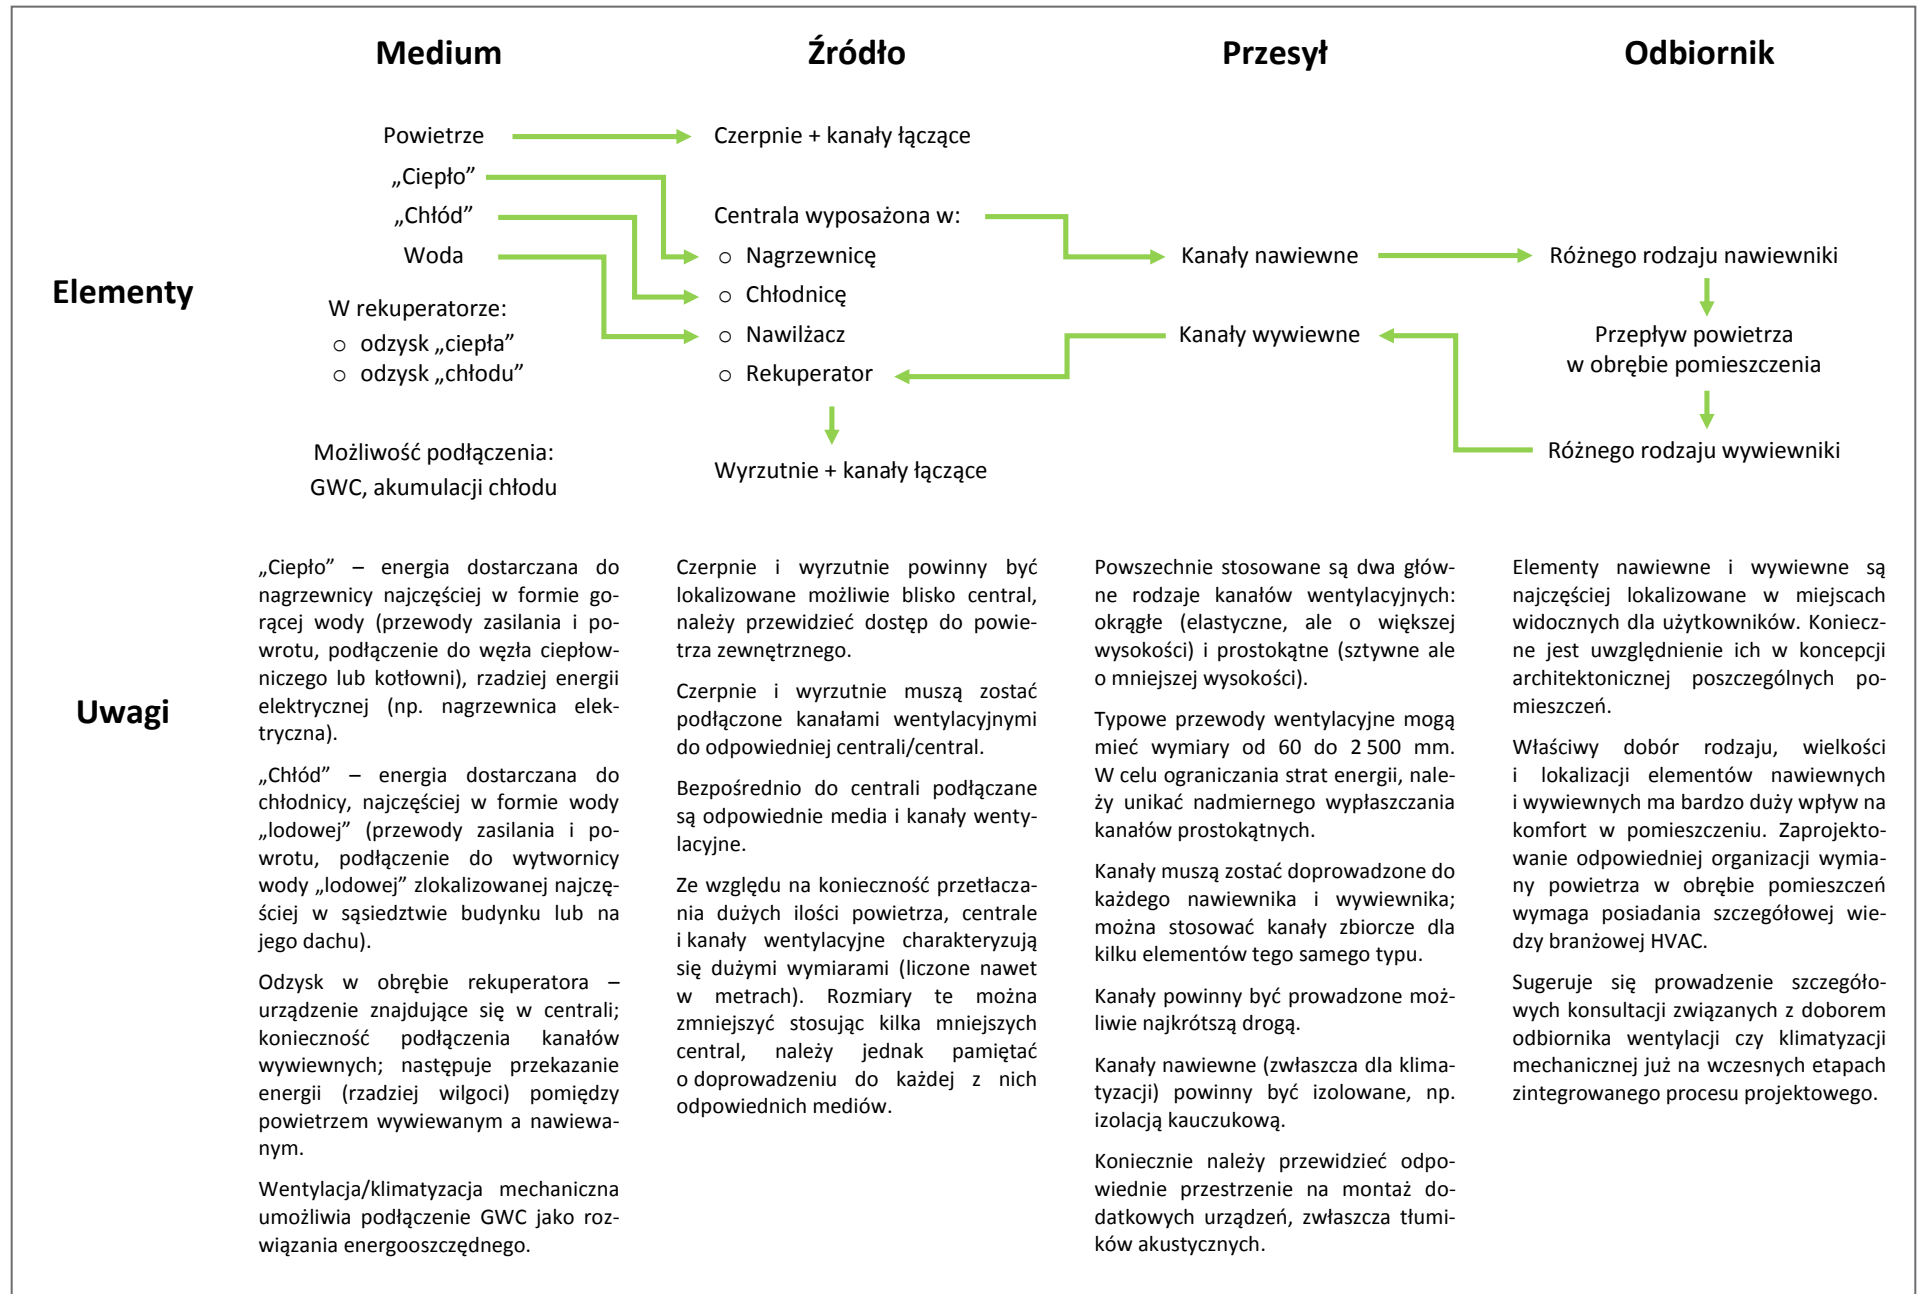 Medium
Źródło
Przesył
Odbiornik
Elementy
Powietrze
„Ciepło”
„Chłód”
Woda
W rekuperatorze:
o odzysk „ciepła”
o odzysk „chłodu”
Możliwość podłączenia:
GWC, akumulacji chłodu
Czerpnie + kanały łączące
Centrala wyposażona w:
o Nagrzewnicę
o Chłodnicę
o Nawilżacz
o Rekuperator
Wyrzutnie + kanały łączące
Kanały nawiewne
Kanały wywiewne
Różnego rodzaju nawiewniki
Przepływ powietrza
w obrębie pomieszczenia
Różnego rodzaju wywiewniki
Uwagi
„Ciepło” – energia dostarczana do
nagrzewnicy najczęściej w formie go-
rącej wody (przewody zasilania i po-
wrotu, podłączenie do węzła ciepłow-
niczego lub kotłowni), rzadziej energii
elektrycznej (np. nagrzewnica elek-
tryczna).
„Chłód” – energia dostarczana do
chłodnicy, najczęściej w formie wody
„lodowej” (przewody zasilania i po-
wrotu, podłączenie do wytwornicy
wody „lodowej” zlokalizowanej najczę-
ściej w sąsiedztwie budynku lub na
jego dachu).
Odzysk w obrębie rekuperatora –
urządzenie znajdujące się w centrali;
konieczność podłączenia kanałów
wywiewnych; następuje przekazanie
energii (rzadziej wilgoci) pomiędzy
powietrzem wywiewanym a nawiewa-
nym.
Wentylacja/klimatyzacja mechaniczna
umożliwia podłączenie GWC jako roz-
wiązania energooszczędnego.
Czerpnie i wyrzutnie powinny być
lokalizowane możliwie blisko central,
należy przewidzieć dostęp do powie-
trza zewnętrznego.
Czerpnie i wyrzutnie muszą zostać
podłączone kanałami wentylacyjnymi
do odpowiedniej centrali/central.
Bezpośrednio do centrali podłączane
są odpowiednie media i kanały wenty-
lacyjne.
Ze względu na konieczność przetłacza-
nia dużych ilości powietrza, centrale
i kanały wentylacyjne charakteryzują
się dużymi wymiarami (liczone nawet
w metrach). Rozmiary te można
zmniejszyć stosując kilka mniejszych
central, należy jednak pamiętać
o doprowadzeniu do każdej z nich
odpowiednich mediów.
Powszechnie stosowane są dwa głów-
ne rodzaje kanałów wentylacyjnych:
okrągłe (elastyczne, ale o większej
wysokości) i prostokątne (sztywne ale
o mniejszej wysokości).
Typowe przewody wentylacyjne mogą
mieć wymiary od 60 do 2 500 mm.
W celu ograniczania strat energii, nale-
ży unikać nadmiernego wypłaszczania
kanałów prostokątnych.
Kanały muszą zostać doprowadzone do
każdego nawiewnika i wywiewnika;
można stosować kanały zbiorcze dla
kilku elementów tego samego typu.
Kanały powinny być prowadzone moż-
liwie najkrótszą drogą.
Kanały nawiewne (zwłaszcza dla klima-
tyzacji) powinny być izolowane, np.
izolacją kauczukową.
Koniecznie należy przewidzieć odpo-
wiednie przestrzenie na montaż do-
datkowych urządzeń, zwłaszcza tłumi-
ków akustycznych.
Elementy nawiewne i wywiewne są
najczęściej lokalizowane w miejscach
widocznych dla użytkowników. Koniecz-
ne jest uwzględnienie ich w koncepcji
architektonicznej poszczególnych po-
mieszczeń.
Właściwy dobór rodzaju, wielkości
i lokalizacji elementów nawiewnych
i wywiewnych ma bardzo duży wpływ na
komfort w pomieszczeniu. Zaprojekto-
wanie odpowiedniej organizacji wymia-
ny powietrza w obrębie pomieszczeń
wymaga posiadania szczegółowej wie-
dzy branżowej HVAC.
Sugeruje się prowadzenie szczegóło-
wych konsultacji związanych z doborem
odbiornika wentylacji czy klimatyzacji
mechanicznej już na wczesnych etapach
zintegrowanego procesu projektowego.